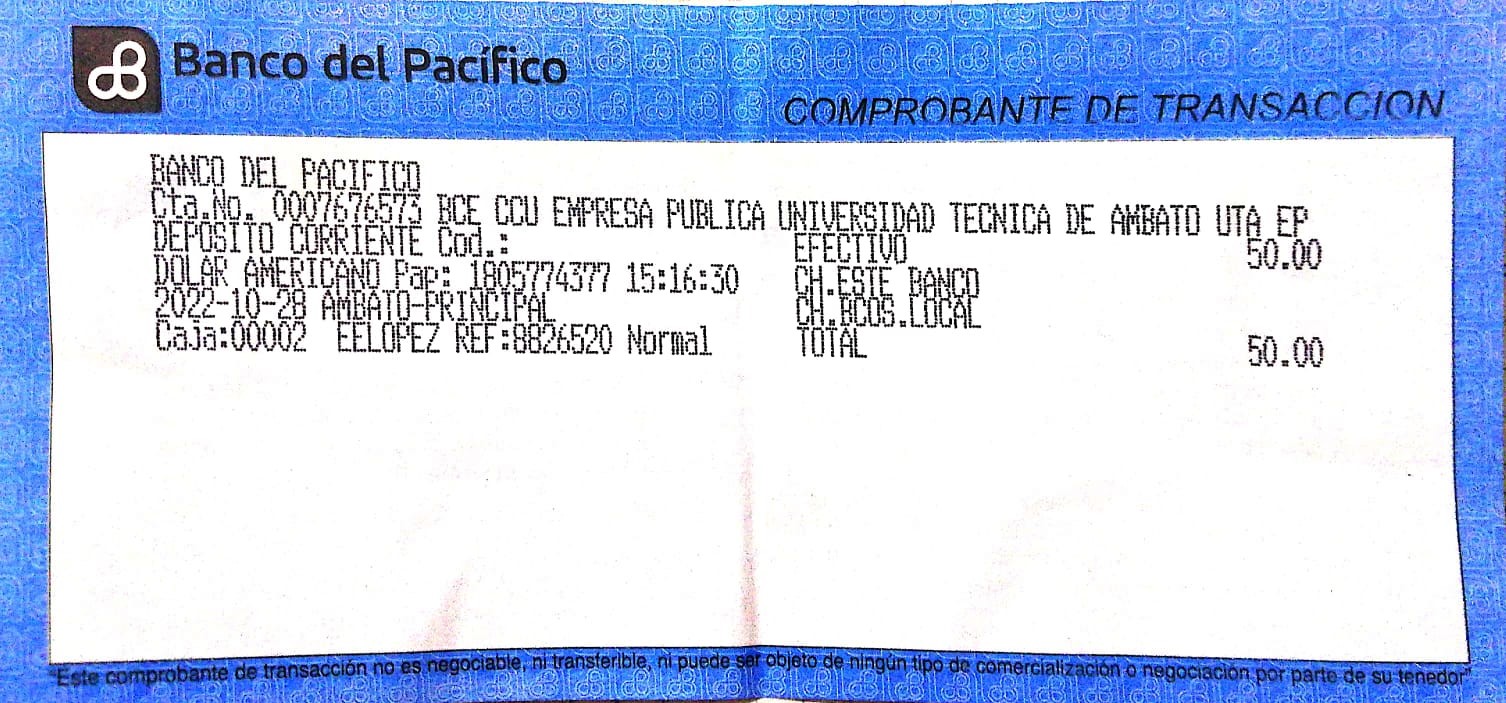 Banco del Pacífico
COMPROBANTE DE TRANSACCION
BANCO DEL PACIFICO
Cta.No. 0007676573 BCE CCU EMPRESA PUBLICA UNIVERSIDAD TECNICA DE AMBATO UTA EP
DEPOSITO CORRIENTE Cod.: EFECTIVO 50.00
DOLAR AMERICANO Pap: 1805774377 15:16:30 CH.ESTE BANCO
2022-10-28 AMBATO-PRINCIPAL CH.BCOS.LOCAL
Caja:00002 EELOPEZ REF:8826520 Normal TOTAL 50.00
"Este comprobante de transacción no es negociable, ni transferible, ni puede ser objeto de ningún tipo de comercialización o negociación por parte de su tenedor"